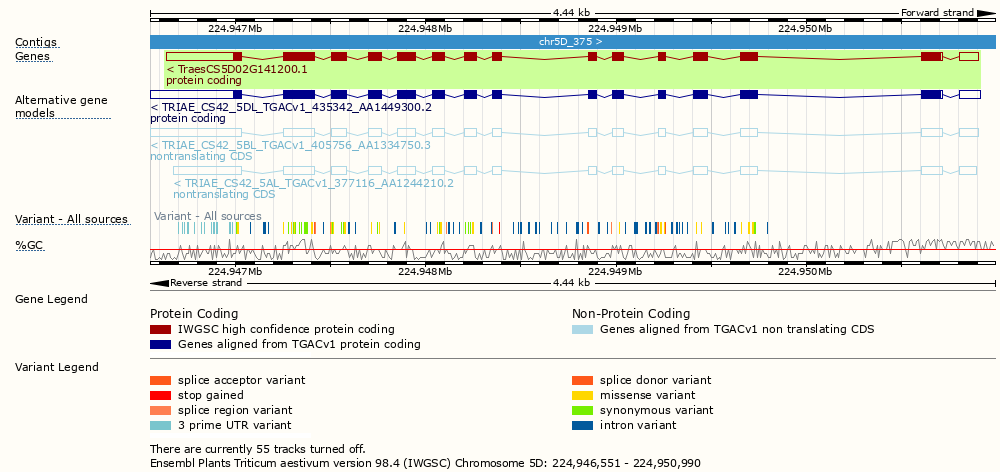 4.44 kb Forward strand
224.947Mb 224.948Mb 224.949Mb 224.950Mb
Contigs chr5D_375 >
Genes
< TraesCS5D02G141200.1
protein coding
Alternative gene
models
< TRIAE_CS42_5DL_TGACv1_435342_AA1449300.2
protein coding
< TRIAE_CS42_5BL_TGACv1_405756_AA1334750.3
nontranslating CDS
< TRIAE_CS42_5AL_TGACv1_377116_AA1244210.2
nontranslating CDS
Variant - All sources Variant - All sources
%GC
224.947Mb 224.948Mb 224.949Mb 224.950Mb
Reverse strand 4.44 kb
Gene Legend
Protein Coding Non-Protein Coding
IWGSC high confidence protein coding Genes aligned from TGACv1 non translating CDS
Genes aligned from TGACv1 protein coding
Variant Legend
splice acceptor variant splice donor variant
stop gained missense variant
splice region variant synonymous variant
3 prime UTR variant intron variant
There are currently 55 tracks turned off.
Ensembl Plants Triticum aestivum version 98.4 (IWGSC) Chromosome 5D: 224,946,551 - 224,950,990